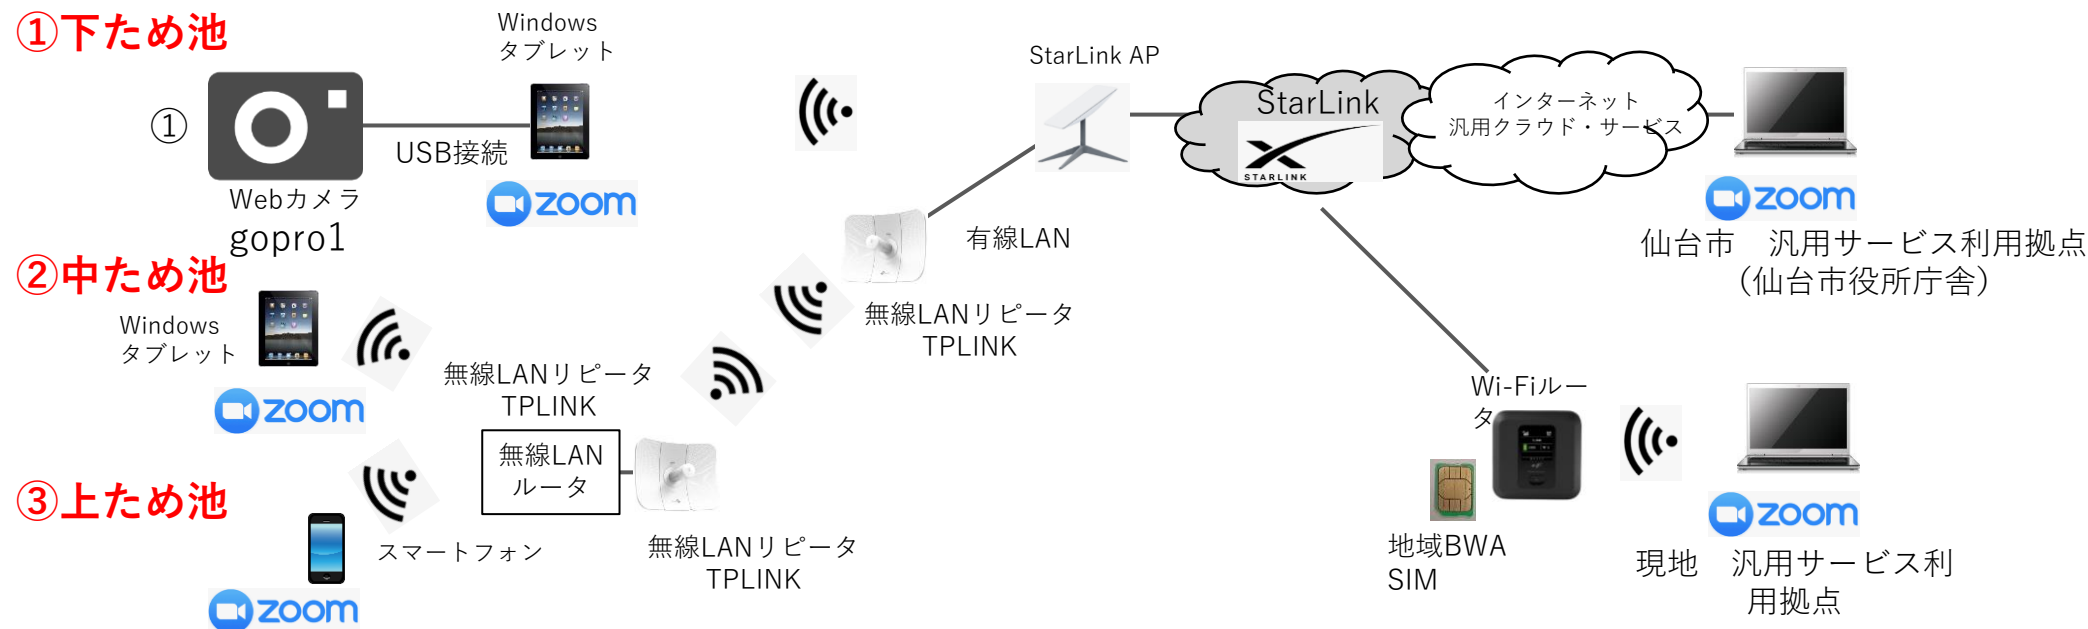 ①下ため池
Windows
タブレット
①
USB接続
Webカメラ
gopro1
zoom
StarLink AP
StarLink
STARLINK
インターネット
汎用クラウド・サービス
zoom
仙台市　汎用サービス利用拠点
(仙台市役所庁舎)
有線LAN
無線LANリピータ
TPLINK
②中ため池
Windows
タブレット
zoom
無線LANリピータ
TPLINK
無線LAN
ルータ
無線LANリピータ
TPLINK
③上ため池
スマートフォン
zoom
Wi-Fiルー
タ
地域BWA
SIM
zoom
現地　汎用サービス利
用拠点